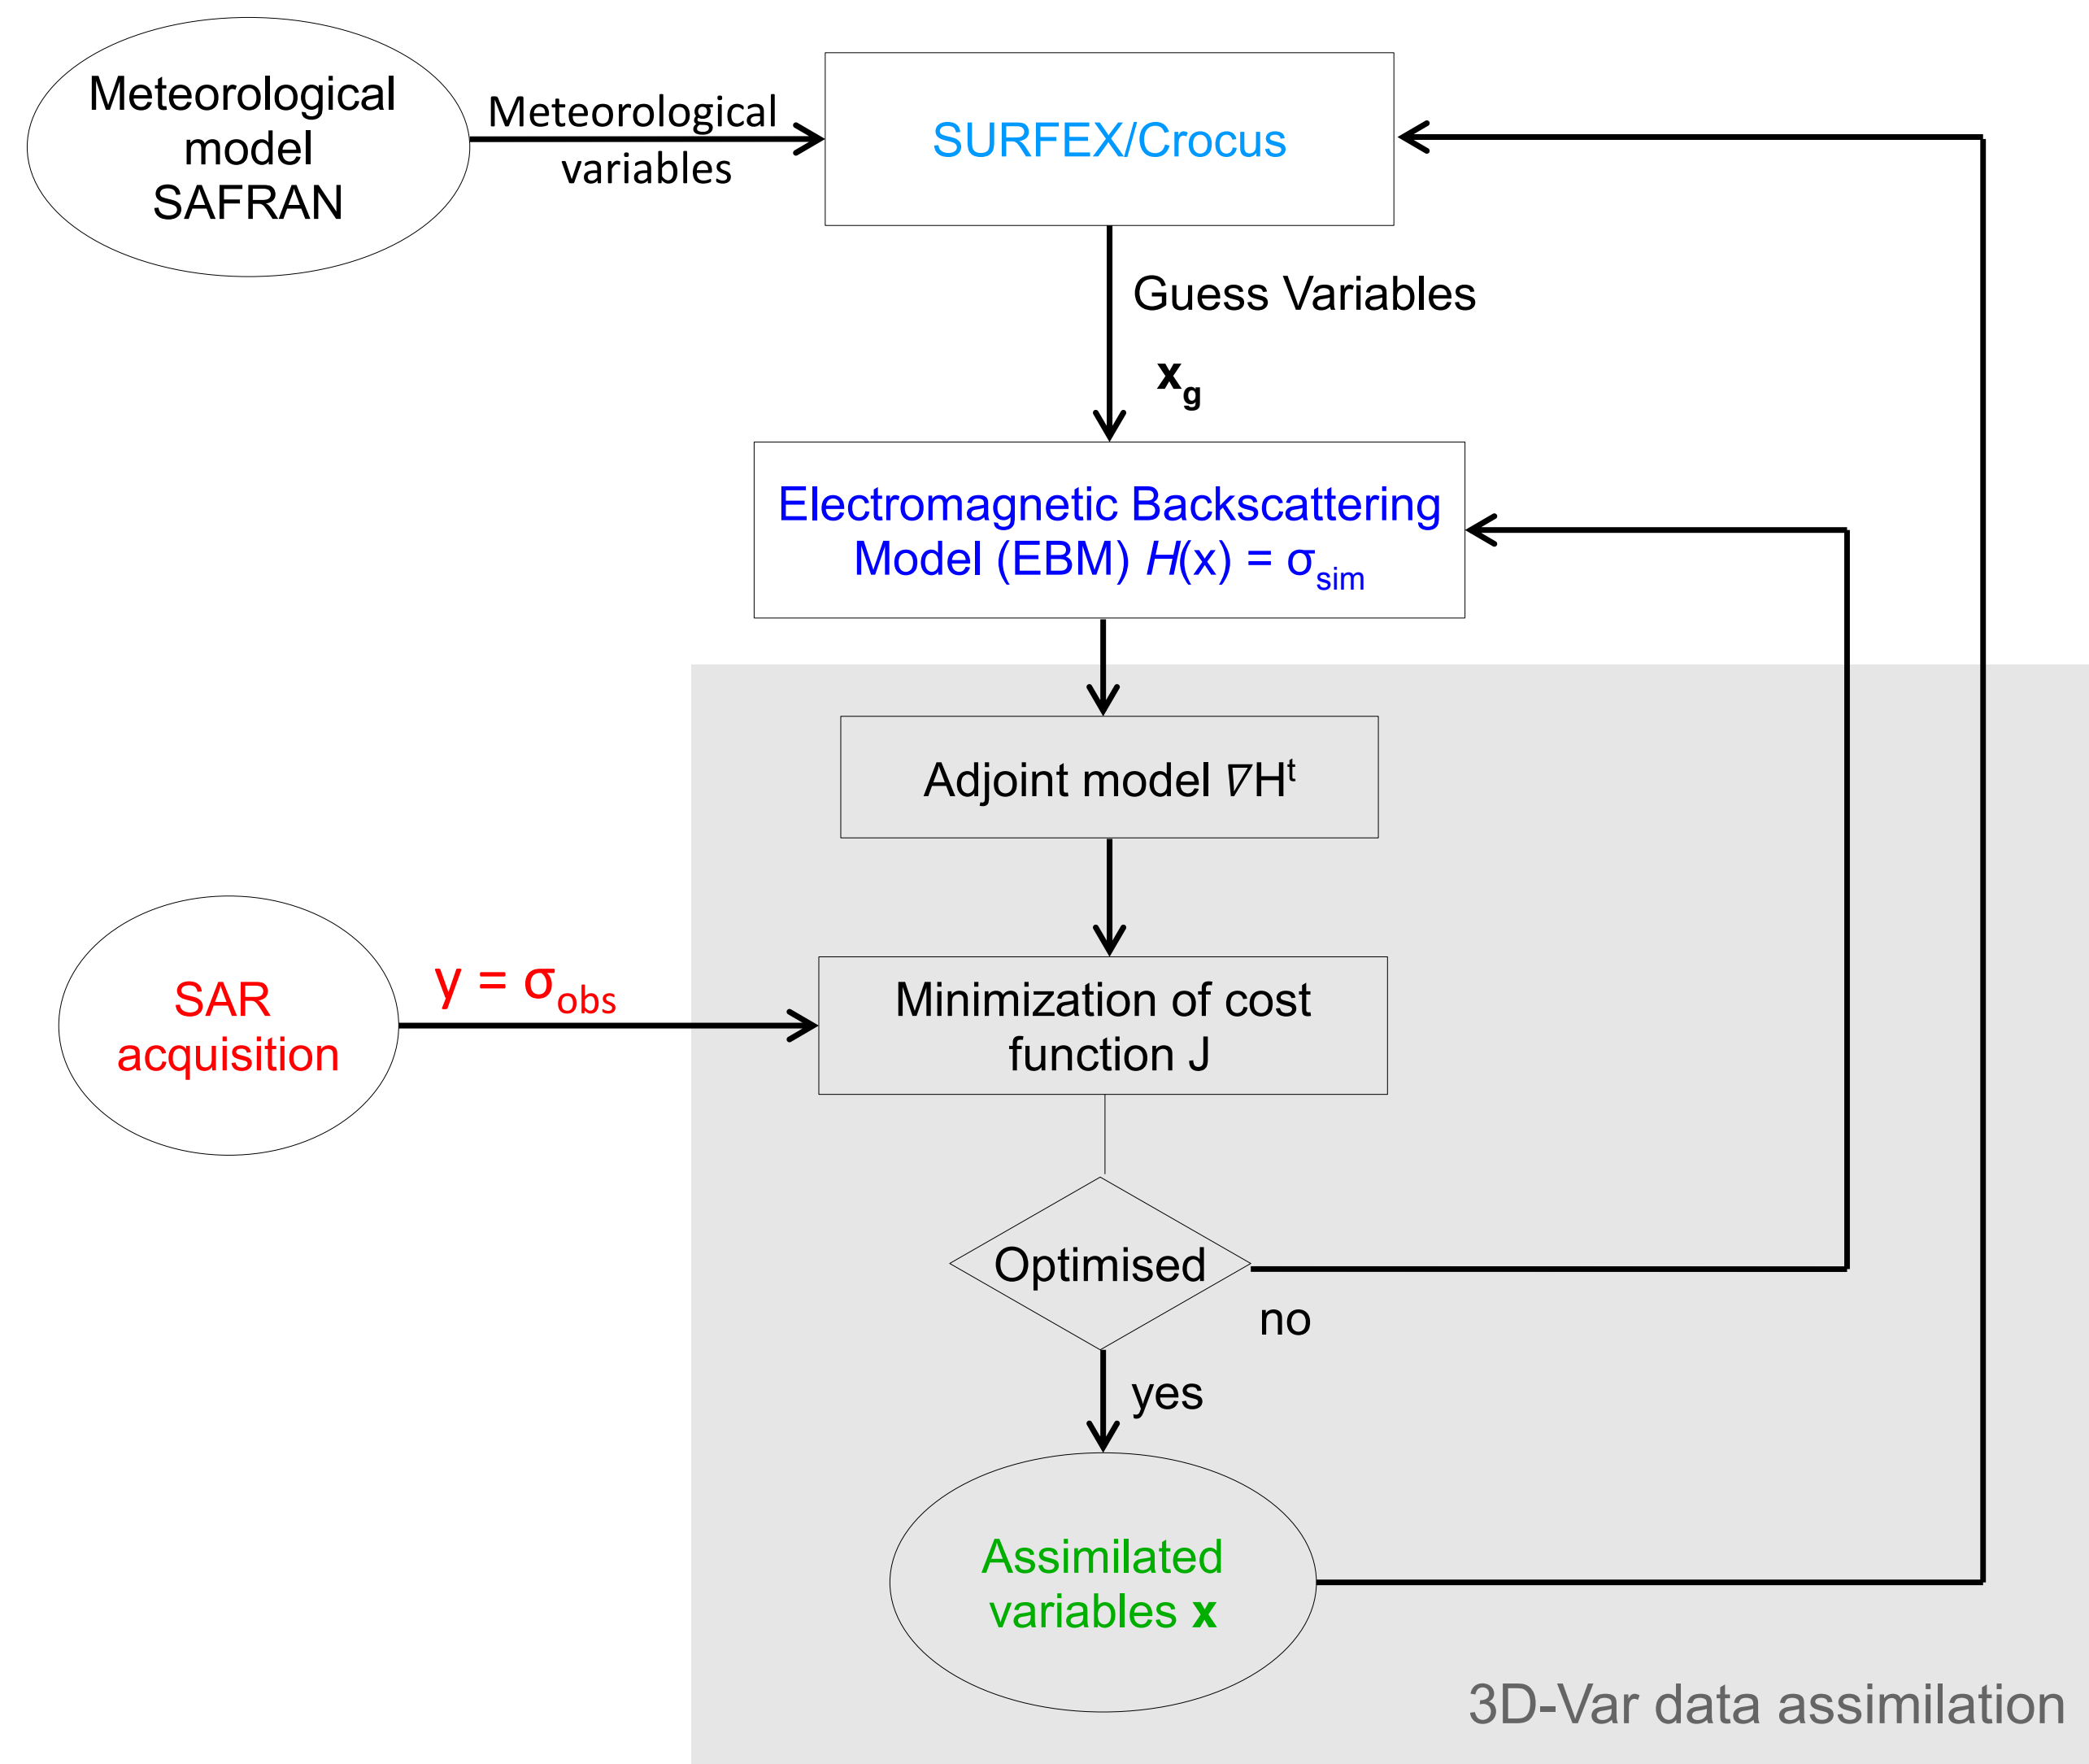 Meteorological
model
SAFRAN
Meteorological
variables
SURFEX/Crocus
Guess Variables
xg
Electromagnetic Backscattering
Model (EBM) H(x) = σsim
Adjoint model ∇Hᵗ
SAR
acquisition
y = σobs
Minimization of cost
function J
Optimised
no
yes
Assimilated
variables x
3D-Var data assimilation